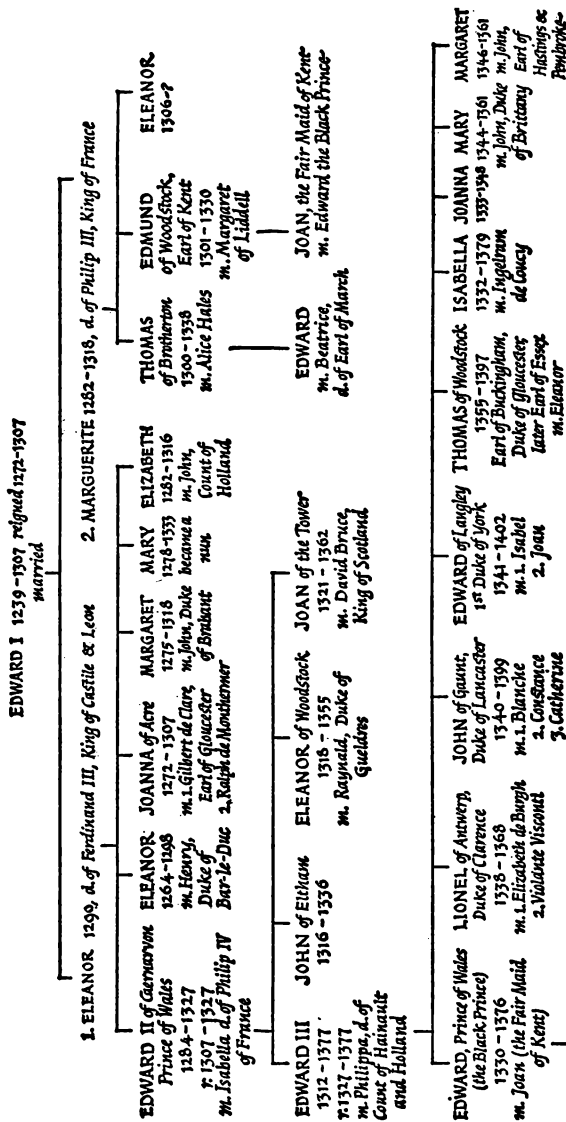 EDWARD I 1239-1307 reigned 1272-1307
married
1. ELEANOR 1290, d. of Ferdinand III, King of Castile & Leon
2. MARGUERITE 1282-1318, d. of Philip III, King of France
EDWARD II of Caernarvon
Prince of Wales
1284-1327
r. 1307-1327
m. Isabella d. of Philip IV
of France
ELEANOR
1264-1298
m. Henry,
Duke of
Bar-le-Duc
JOANNA of Acre
1272-1307
m. 1. Gilbert de Clare,
Earl of Gloucester
2. Ralph de Monthermer
MARGARET
1275-1318
m. John, Duke
of Brabant
MARY
1278-1333
became a
nun
ELIZABETH
1282-1316
m. John,
Count of
Holland
THOMAS
of Brotherton
1300-1338
m. Alice Hales
EDMUND
of Woodstock,
Earl of Kent
1301-1330
m. Margaret
of Liddell
ELEANOR
1306-?
EDWARD III
1312-1377
r. 1327-1377
m. Philippa, d. of
Count of Hainault
and Holland
JOHN of Eltham
1316-1336
ELEANOR of Woodstock
1318-1355
m. Raynald, Duke of
Gueldres
JOAN of the Tower
1321-1362
m. David Bruce,
King of Scotland
EDWARD
m. Beatrice,
d. of Earl of March
JOAN, the Fair Maid of Kent
m. Edward the Black Prince
EDWARD, Prince of Wales
(the Black Prince)
1330-1376
m. Joan (the Fair Maid
of Kent)
LIONEL of Antwerp,
Duke of Clarence
1338-1368
m. 1. Elizabeth de Burgh
2. Violante Visconti
JOHN of Gaunt,
Duke of Lancaster
1340-1399
m. 1. Blanche
2. Constance
3. Catherine
EDWARD of Langley
1st Duke of York
1341-1402
m. 1. Isabel
2. Joan
THOMAS of Woodstock
1355-1397
Earl of Buckingham,
Duke of Gloucester,
later Earl of Essex
m. Eleanor
ISABELLA
1332-1379
m. Ingelram
de Coucy
JOANNA
1333-1348
MARY
1344-1361
m. John, Duke
of Brittany
MARGARET
1346-1361
m. John,
Earl of
Hastings &
Pembroke